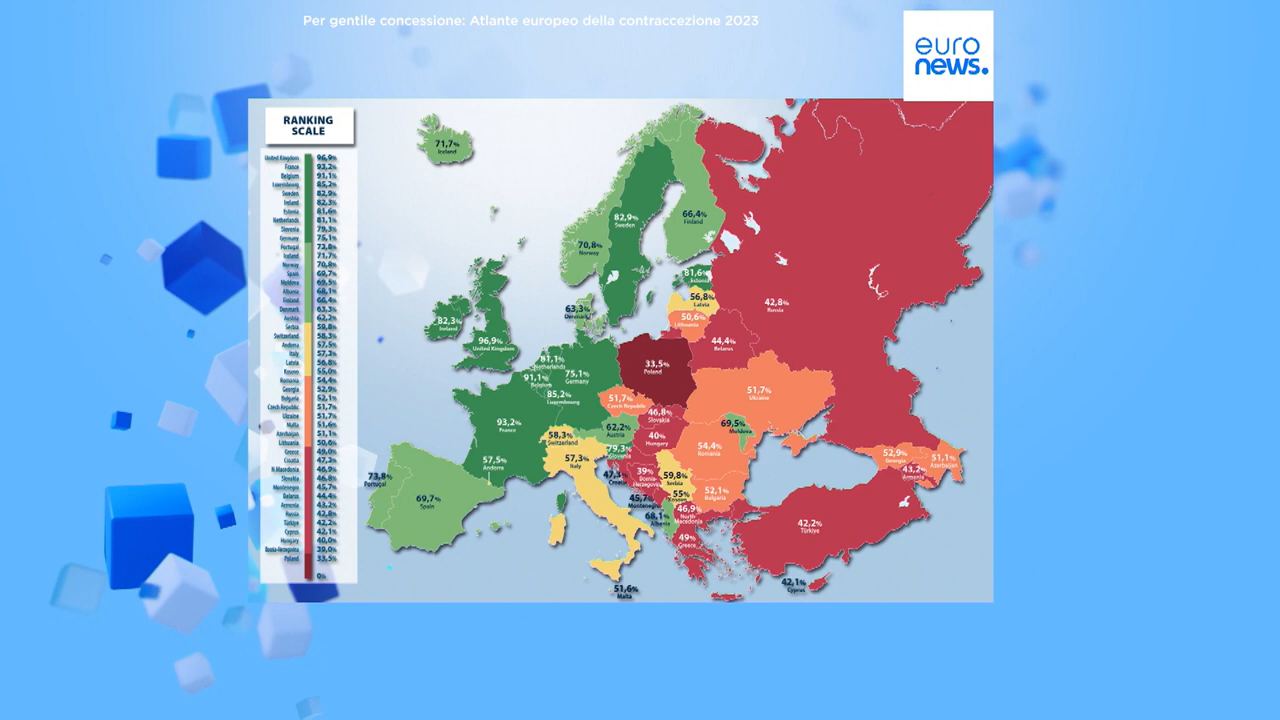 Per gentile concessione: Atlante europeo della contraccezione 2023
euro
news.
RANKING
SCALE
United Kingdom 96,9%
France 93,2%
Belgium 91,1%
Luxembourg 85,2%
Sweden 82,9%
Ireland 82,3%
Estonia 81,6%
Netherlands 81,1%
Slovenia 79,3%
Germany 75,1%
Portugal 73,8%
Iceland 71,7%
Norway 70,8%
Spain 69,7%
Moldova 69,5%
Albania 68,1%
Finland 66,4%
Denmark 63,3%
Austria 62,2%
Serbia 59,8%
Switzerland 58,3%
Andorra 57,5%
Italy 57,3%
Latvia 56,8%
Kosovo 55,0%
Romania 54,4%
Georgia 52,9%
Bulgaria 52,1%
Czech Republic 51,7%
Ukraine 51,7%
Malta 51,6%
Azerbaijan 51,1%
Lithuania 50,6%
Greece 49,0%
Croatia 47,3%
N Macedonia 46,9%
Slovakia 46,8%
Montenegro 45,7%
Belarus 44,4%
Armenia 43,2%
Russia 42,8%
Türkiye 42,2%
Cyprus 42,1%
Hungary 40,0%
Bosnia-Herzegovina 39,0%
Poland 33,5%
0%
71,7%
Iceland
82,9%
Sweden
66,4%
Finland
70,8%
Norway
81,6%
Estonia
56,8%
Latvia
63,3%
Denmark
50,6%
Lithuania
42,8%
Russia
82,3%
Ireland
96,9%
United Kingdom
44,4%
Belarus
81,1%
Netherlands
91,1%
Belgium
75,1%
Germany
33,5%
Poland
85,2%
Luxembourg
51,7%
Czech Republic
51,7%
Ukraine
46,8%
Slovakia
93,2%
France
62,2%
Austria
69,5%
Moldova
58,3%
Switzerland
40%
Hungary
79,3%
Slovenia
54,4%
Romania
57,5%
Andorra
57,3%
Italy
47,3%
Croatia
39%
Bosnia-
Herzegovina
59,8%
Serbia
52,9%
Georgia
51,1%
Azerbaijan
43,2%
Armenia
73,8%
Portugal
69,7%
Spain
45,7%
Montenegro
55%
Kosovo
52,1%
Bulgaria
68,1%
Albania
46,9%
North
Macedonia
42,2%
Türkiye
49%
Greece
51,6%
Malta
42,1%
Cyprus